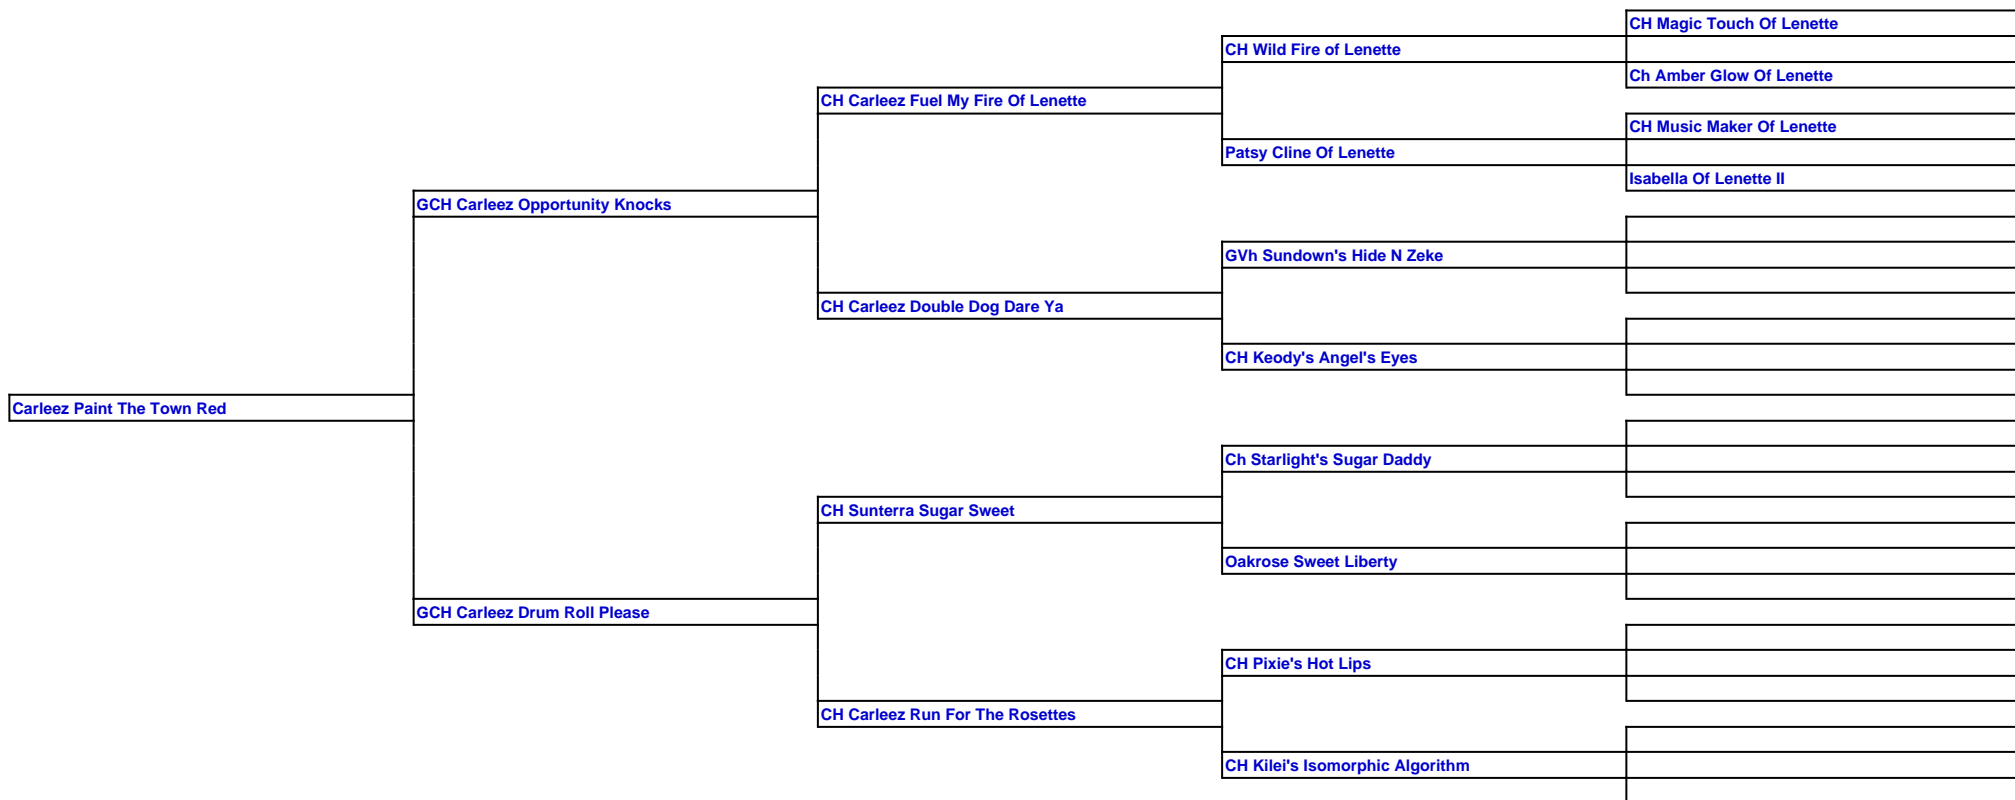 CH Magic Touch Of Lenette
CH Wild Fire of Lenette
Ch Amber Glow Of Lenette
CH Carleez Fuel My Fire Of Lenette
CH Music Maker Of Lenette
Patsy Cline Of Lenette
Isabella Of Lenette II
GCH Carleez Opportunity Knocks
GVh Sundown's Hide N Zeke
CH Carleez Double Dog Dare Ya
CH Keody's Angel's Eyes
Carleez Paint The Town Red
Ch Starlight's Sugar Daddy
CH Sunterra Sugar Sweet
Oakrose Sweet Liberty
GCH Carleez Drum Roll Please
CH Pixie's Hot Lips
CH Carleez Run For The Rosettes
CH Kilei's Isomorphic Algorithm